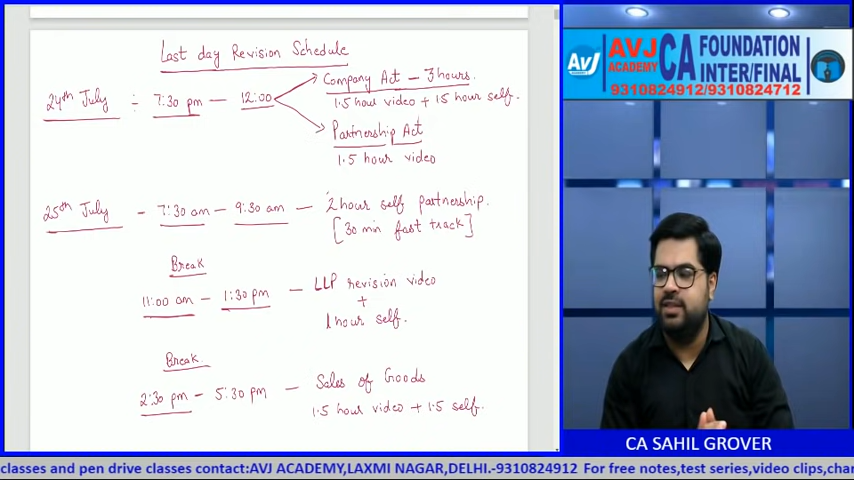 Last day Revision Schedule
24th July ÷ 7:30 pm - 12:00
Company Act - 3 hours.
1.5 hour video + 15 hour self.
Partnership Act
1.5 hour video
25th July - 7:30 am - 9:30 am - 2 hour self partnership.
[30 min fast track]
Break
11:00 am - 1:30 pm - LLP revision video
+
1 hour self.
Break
2:30 pm - 5:30 pm - Sales of Goods
1.5 hour video + 1.5 self.
AVJ
AVJ
ACADEMY
CA
FOUNDATION
INTER/FINAL
9310824912/9310824712
CA SAHIL GROVER
classes and pen drive classes contact:AVJ ACADEMY,LAXMI NAGAR,DELHI.-9310824912 For free notes,test series,video clips,char